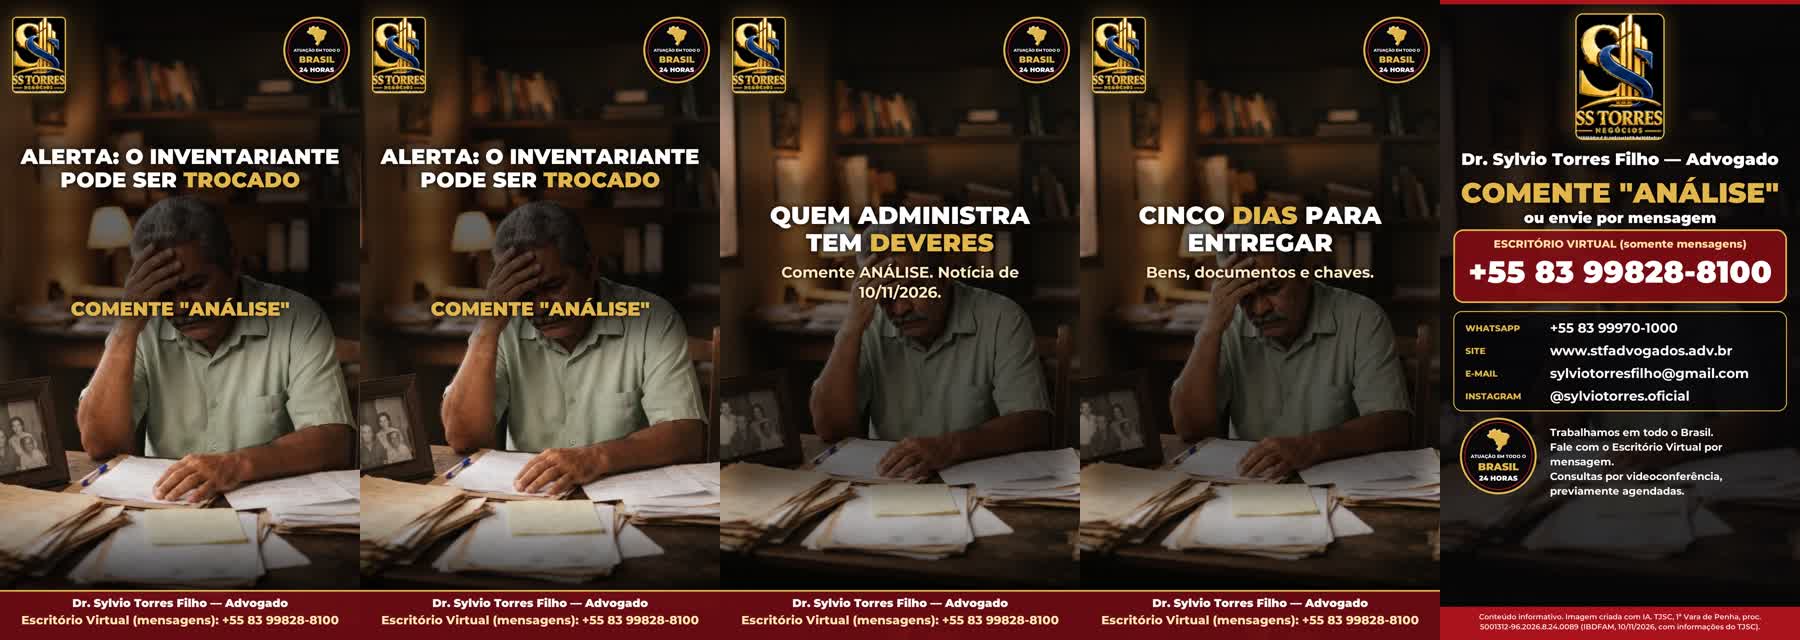 SS TORRES
NEGÓCIOS
ATUAÇÃO EM TODO O
BRASIL
24 HORAS
ALERTA: O INVENTARIANTE
PODE SER TROCADO
COMENTE "ANÁLISE"
Dr. Sylvio Torres Filho — Advogado
Escritório Virtual (mensagens): +55 83 99828-8100
SS TORRES
NEGÓCIOS
ATUAÇÃO EM TODO O
BRASIL
24 HORAS
ALERTA: O INVENTARIANTE
PODE SER TROCADO
COMENTE "ANÁLISE"
Dr. Sylvio Torres Filho — Advogado
Escritório Virtual (mensagens): +55 83 99828-8100
SS TORRES
NEGÓCIOS
ATUAÇÃO EM TODO O
BRASIL
24 HORAS
QUEM ADMINISTRA
TEM DEVERES
Comente ANÁLISE. Notícia de
10/11/2026.
Dr. Sylvio Torres Filho — Advogado
Escritório Virtual (mensagens): +55 83 99828-8100
SS TORRES
NEGÓCIOS
ATUAÇÃO EM TODO O
BRASIL
24 HORAS
CINCO DIAS PARA
ENTREGAR
Bens, documentos e chaves.
Dr. Sylvio Torres Filho — Advogado
Escritório Virtual (mensagens): +55 83 99828-8100
SS TORRES
NEGÓCIOS
Dr. Sylvio Torres Filho — Advogado
COMENTE "ANÁLISE"
ou envie por mensagem
ESCRITÓRIO VIRTUAL (somente mensagens)
+55 83 99828-8100
WHATSAPP +55 83 99970-1000
SITE www.stfadvogados.adv.br
E-MAIL sylviotorresfilho@gmail.com
INSTAGRAM @sylviotorres.oficial
ATUAÇÃO EM TODO O
BRASIL
24 HORAS
Trabalhamos em todo o Brasil.
Fale com o Escritório Virtual por
mensagem.
Consultas por videoconferência,
previamente agendadas.
Conteúdo informativo. Imagem criada com IA. TJSC, 1ª Vara de Penha, proc.
5001312-96.2026.8.24.0089 (IBDFAM, 10/11/2026, com informações do TJSC).